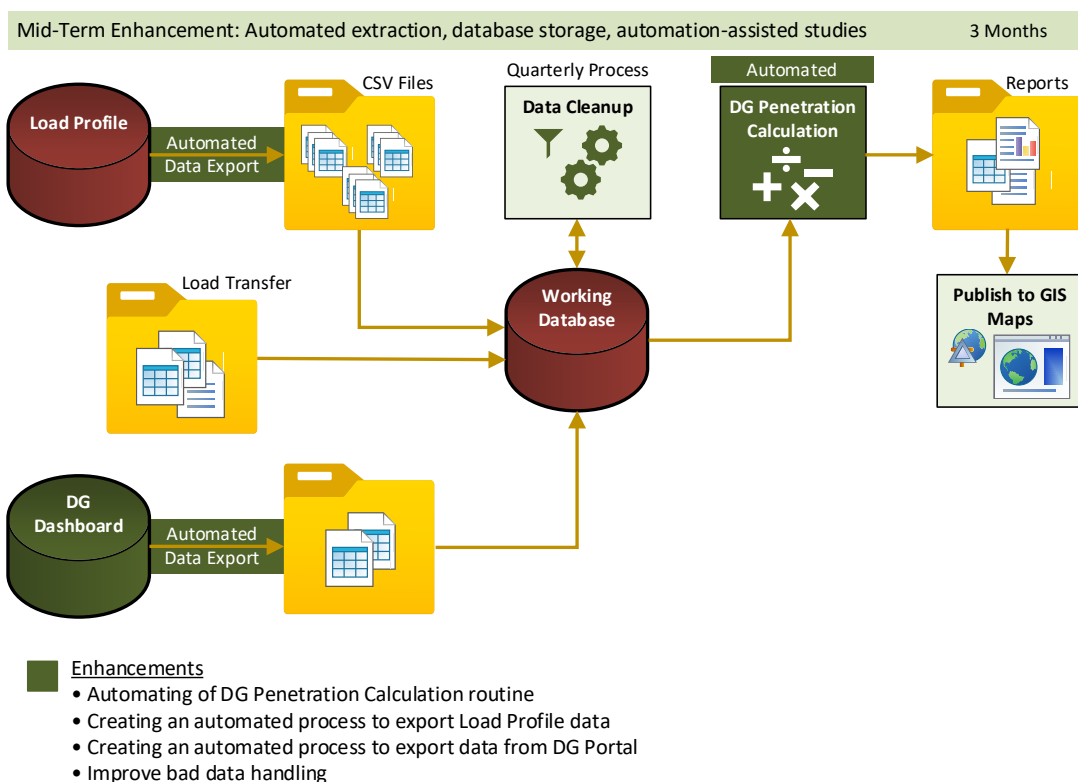 Mid-Term Enhancement: Automated extraction, database storage, automation-assisted studies 3 Months
Load Profile
Automated
Data Export
CSV Files
Quarterly Process
Data Cleanup
Automated
DG Penetration
Calculation
Reports
Load Transfer
Working
Database
Publish to GIS
Maps
DG
Dashboard
Automated
Data Export
Enhancements
• Automating of DG Penetration Calculation routine
• Creating an automated process to export Load Profile data
• Creating an automated process to export data from DG Portal
• Improve bad data handling